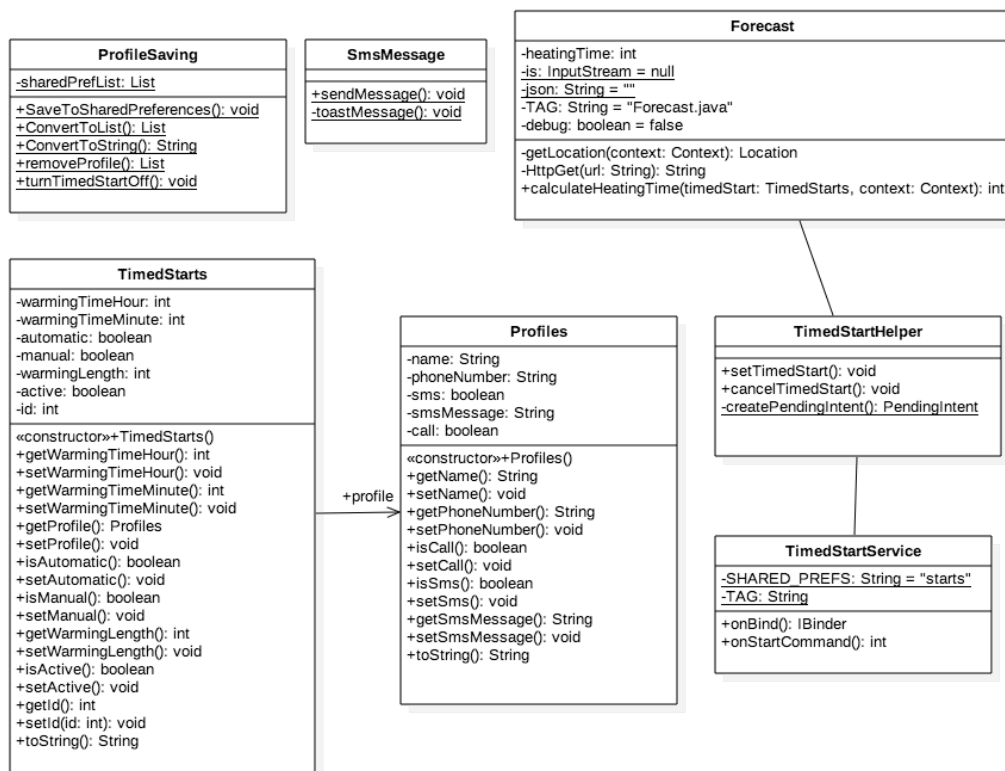 ProfileSaving
-sharedPrefList: List
+SaveToSharedPreferences(): void
+ConvertToList(): List
+ConvertToString(): String
+removeProfile(): List
+turnTimedStartOff(): void
SmsMessage
+sendMessage(): void
-toastMessage(): void
Forecast
-heatingTime: int
-is: InputStream = null
-json: String = ""
-TAG: String = "Forecast.java"
-debug: boolean = false
-getLocation(context: Context): Location
-HttpGet(url: String): String
+calculateHeatingTime(timedStart: TimedStarts, context: Context): int
TimedStarts
-warmingTimeHour: int
-warmingTimeMinute: int
-automatic: boolean
-manual: boolean
-warmingLength: int
-active: boolean
-id: int
«constructor»+TimedStarts()
+getWarmingTimeHour(): int
+setWarmingTimeHour(): void
+getWarmingTimeMinute(): int
+setWarmingTimeMinute(): void
+getProfile(): Profiles
+setProfile(): void
+isAutomatic(): boolean
+setAutomatic(): void
+isManual(): boolean
+setManual(): void
+getWarmingLength(): int
+setWarmingLength(): void
+isActive(): boolean
+setActive(): void
+getId(): int
+setId(id: int): void
+toString(): String
+profile
Profiles
-name: String
-phoneNumber: String
-sms: boolean
-smsMessage: String
-call: boolean
«constructor»+Profiles()
+getName(): String
+setName(): void
+getPhoneNumber(): String
+setPhoneNumber(): void
+isCall(): boolean
+setCall(): void
+isSms(): boolean
+setSms(): void
+getSmsMessage(): String
+setSmsMessage(): void
+toString(): String
TimedStartHelper
+setTimedStart(): void
+cancelTimedStart(): void
-createPendingIntent(): PendingIntent
TimedStartService
-SHARED_PREFS: String = "starts"
-TAG: String
+onBind(): IBinder
+onStartCommand(): int